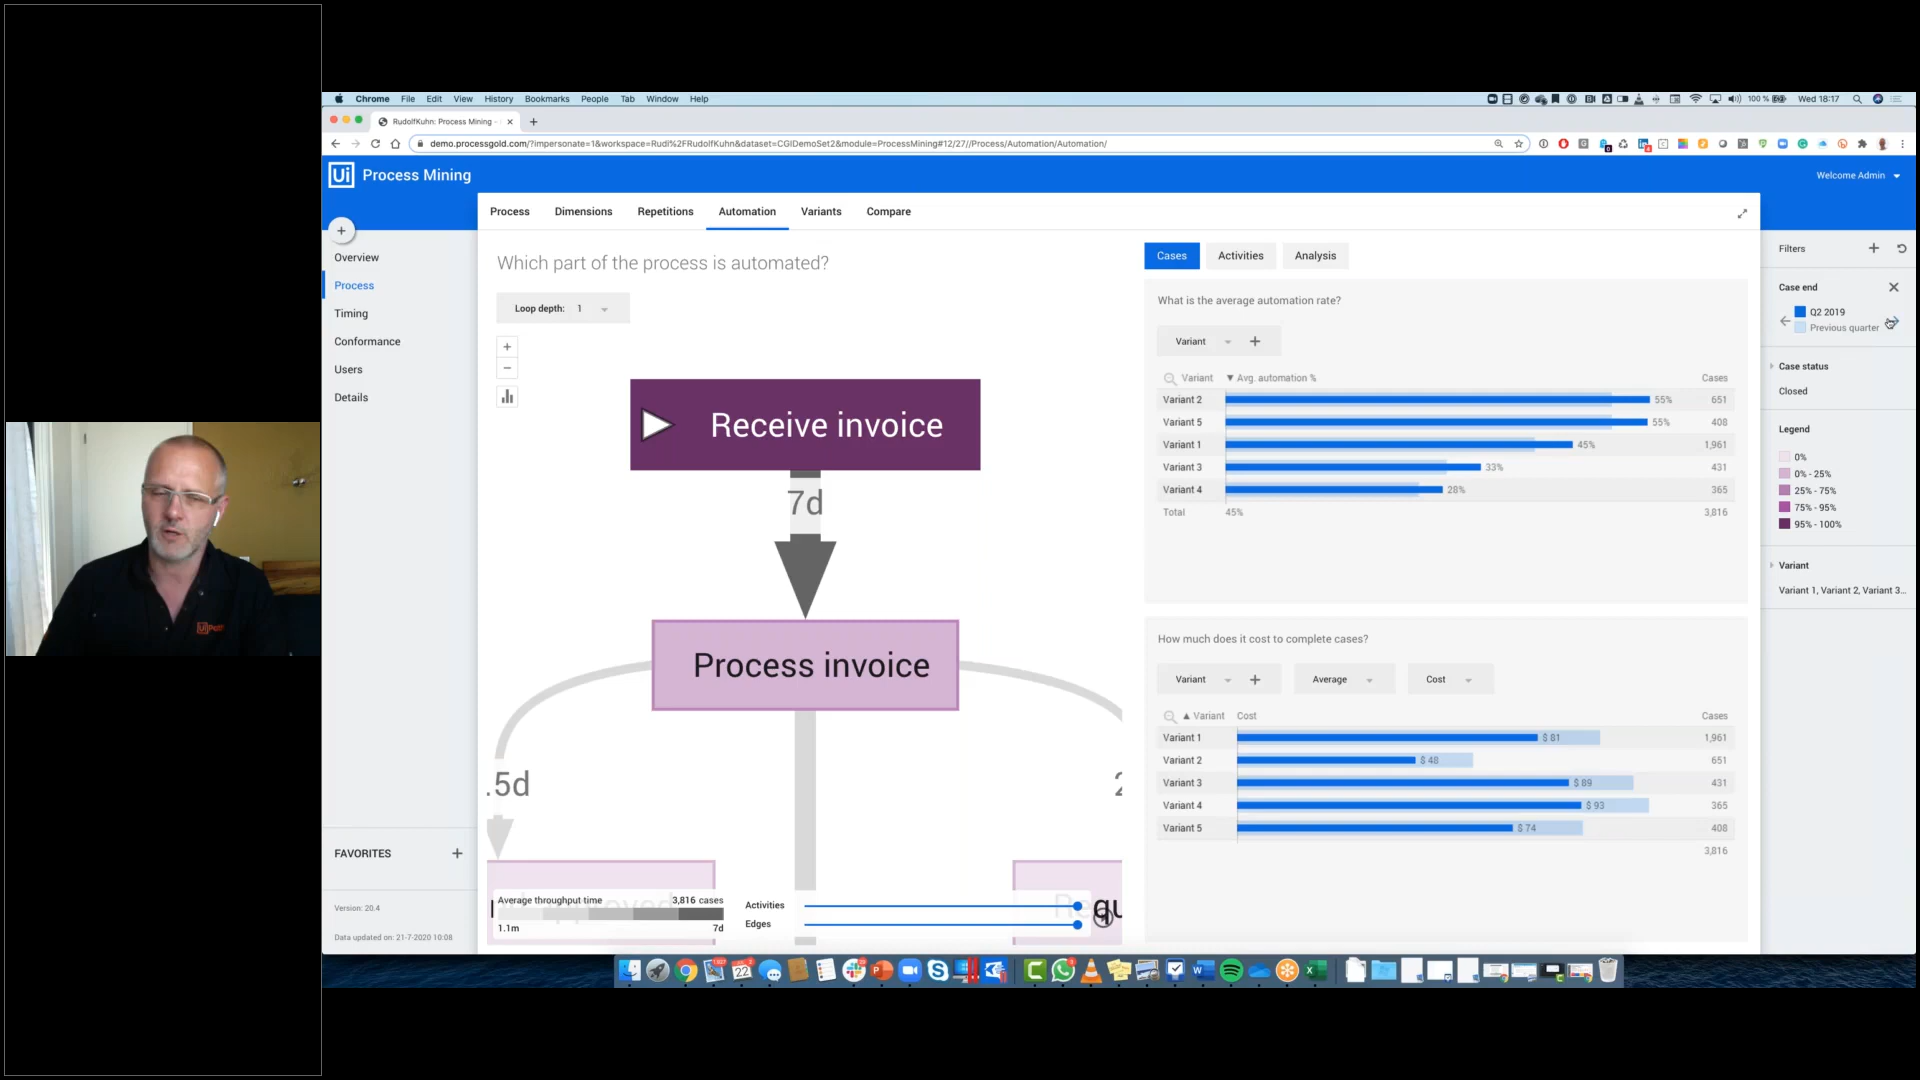 Chrome File Edit View History Bookmarks People Tab Window Help
100 % Wed 18:17
RudolfKuhn: Process Mining -
demo.processgold.com/?impersonate=1&workspace=Rudi%2FRudolfKuhn&dataset=CGIDemoSet2&module=ProcessMining#12/27//Process/Automation/Automation/
Ui Process Mining
Welcome Admin
Process Dimensions Repetitions Automation Variants Compare
Overview
Process
Timing
Conformance
Users
Details
FAVORITES
Version: 20.4
Data updated on: 21-7-2020 10:08
Which part of the process is automated?
Loop depth: 1
Receive invoice
7d
Process invoice
.5d
Average throughput time 3,816 cases
1.1m 7d
Activities
Edges
Cases Activities Analysis
What is the average automation rate?
Variant
Variant Avg. automation % Cases
Variant 2 55% 651
Variant 5 55% 408
Variant 1 45% 1,961
Variant 3 33% 431
Variant 4 28% 365
Total 45% 3,816
How much does it cost to complete cases?
Variant Average Cost
Variant Cost Cases
Variant 1 $ 81 1,961
Variant 2 $ 48 651
Variant 3 $ 89 431
Variant 4 $ 93 365
Variant 5 $ 74 408
3,816
Filters
Case end
Q2 2019
Previous quarter
Case status
Closed
Legend
0%
0% - 25%
25% - 75%
75% - 95%
95% - 100%
Variant
Variant 1, Variant 2, Variant 3...